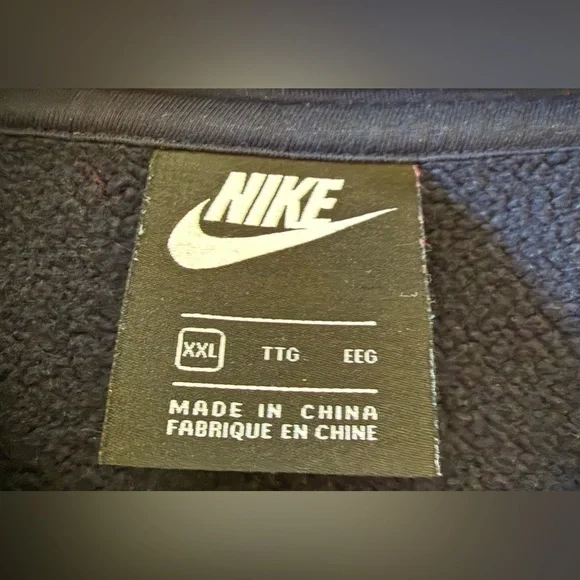 NIKE
XXL TTG EEG
MADE IN CHINA
FABRIQUE EN CHINE